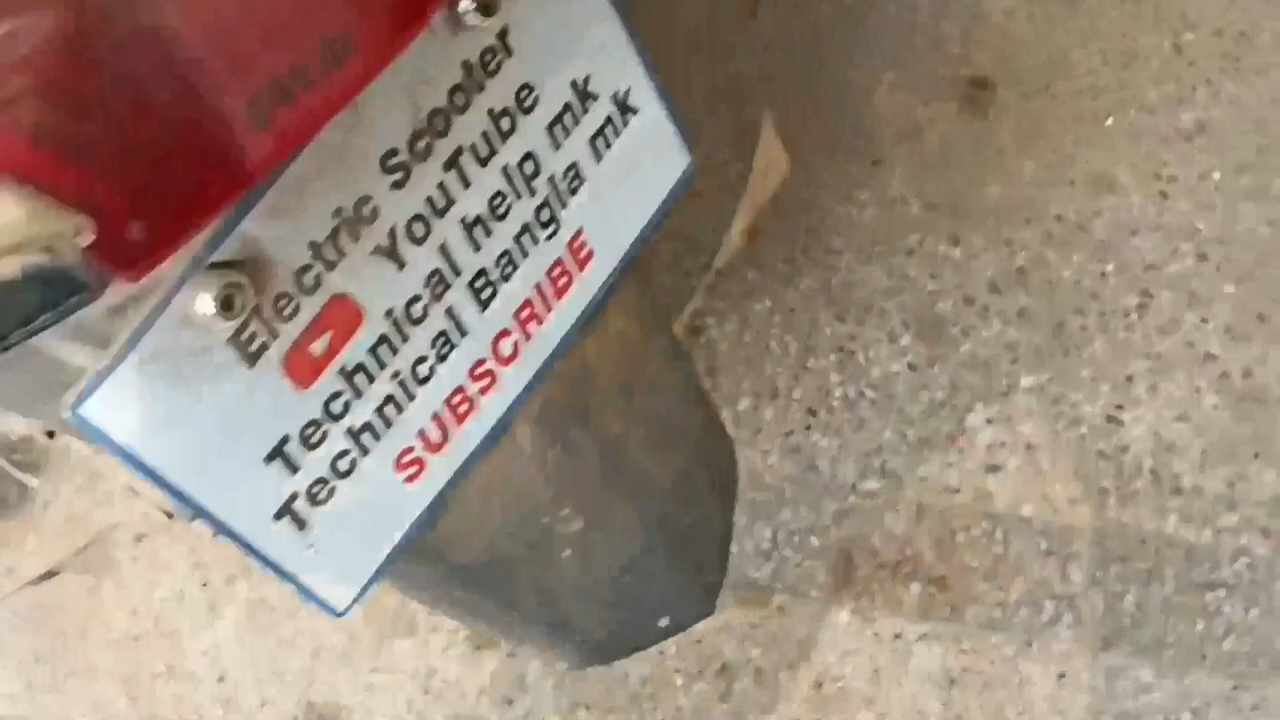 Electric Scooter
YouTube
Technical help mk
Technical Bangla mk
SUBSCRIBE